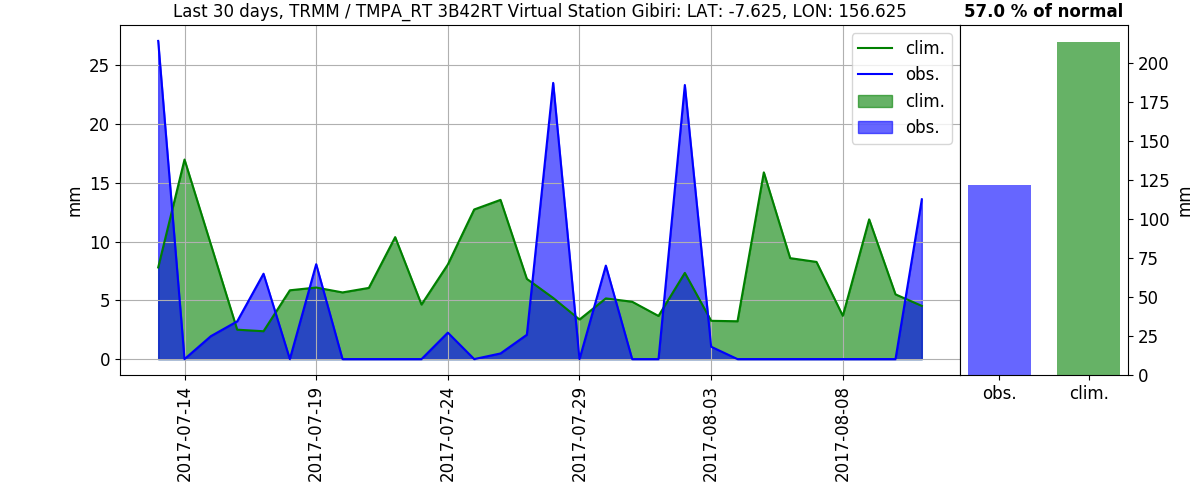 Last 30 days, TRMM / TMPA_RT 3B42RT Virtual Station Gibiri: LAT: -7.625, LON: 156.625
57.0 % of normal
clim.
obs.
clim.
obs.
mm
25
20
15
10
5
0
2017-07-14
2017-07-19
2017-07-24
2017-07-29
2017-08-03
2017-08-08
200
175
150
125
100
75
50
25
0
mm
obs.
clim.